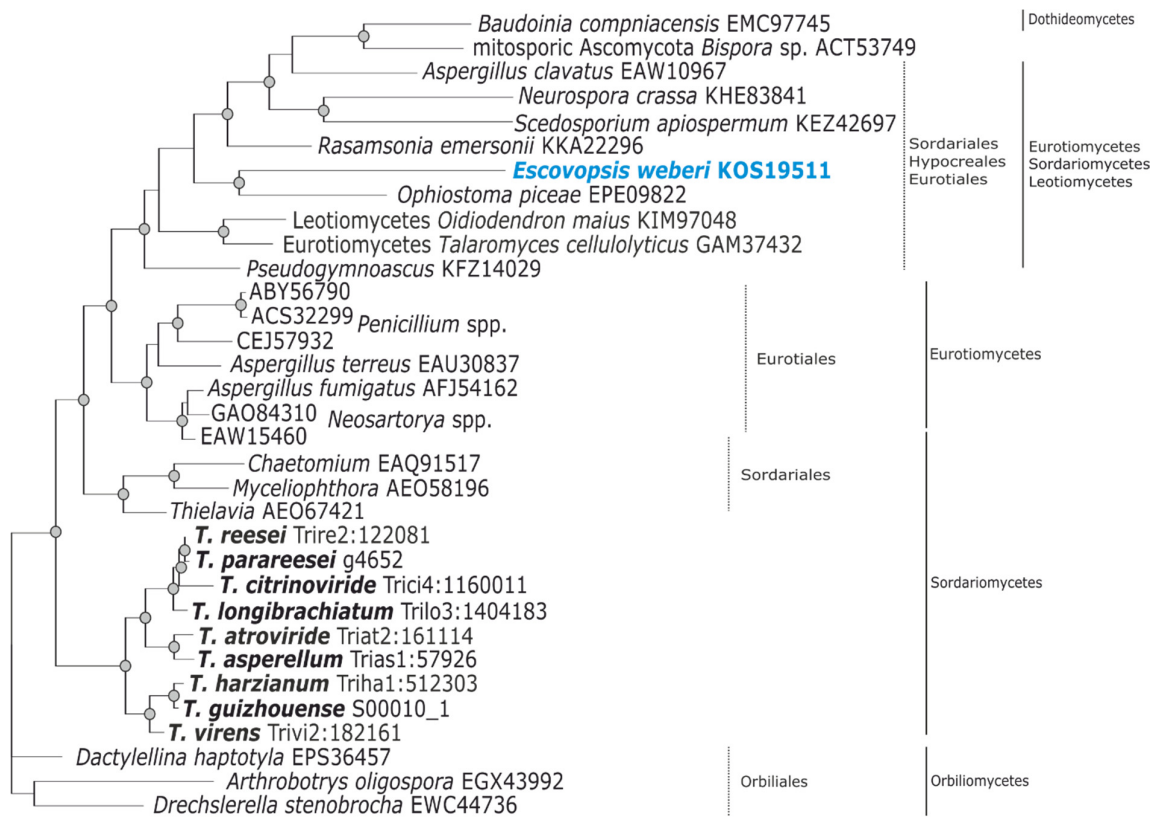 Baudoinia compniacensis EMC97745
Dothideomycetes
mitosporic Ascomycota Bispora sp. ACT53749
Aspergillus clavatus EAW10967
Neurospora crassa KHE83841
Scedosporium apiospermum KEZ42697
Rasamsonia emersonii KKA22296
Sordariales
Hypocreales
Eurotiales
Eurotiomycetes
Sordariomycetes
Leotiomycetes
Escovopsis weberi KOS19511
Ophiostoma piceae EPE09822
Leotiomycetes Oidiodendron maius KIM97048
Eurotiomycetes Talaromyces cellulolyticus GAM37432
Pseudogymnoascus KFZ14029
ABY56790
ACS32299
Penicillium spp.
CEJ57932
Aspergillus terreus EAU30837
Eurotiales
Eurotiomycetes
Aspergillus fumigatus AFJ54162
GAO84310
Neosartorya spp.
EAW15460
Chaetomium EAQ91517
Myceliophthora AEO58196
Sordariales
Thielavia AEO67421
T. reesei Trire2:122081
T. parareesei g4652
T. citrinoviride Trici4:1160011
Sordariomycetes
T. longibrachiatum Trilo3:1404183
T. atroviride Triat2:161114
T. asperellum Trias1:57926
T. harzianum Triha1:512303
T. guizhouense S00010_1
T. virens Trivi2:182161
Dactylellina haptotyla EPS36457
Arthrobotrys oligospora EGX43992
Orbiliales
Orbiliomycetes
Drechslerella stenobrocha EWC44736